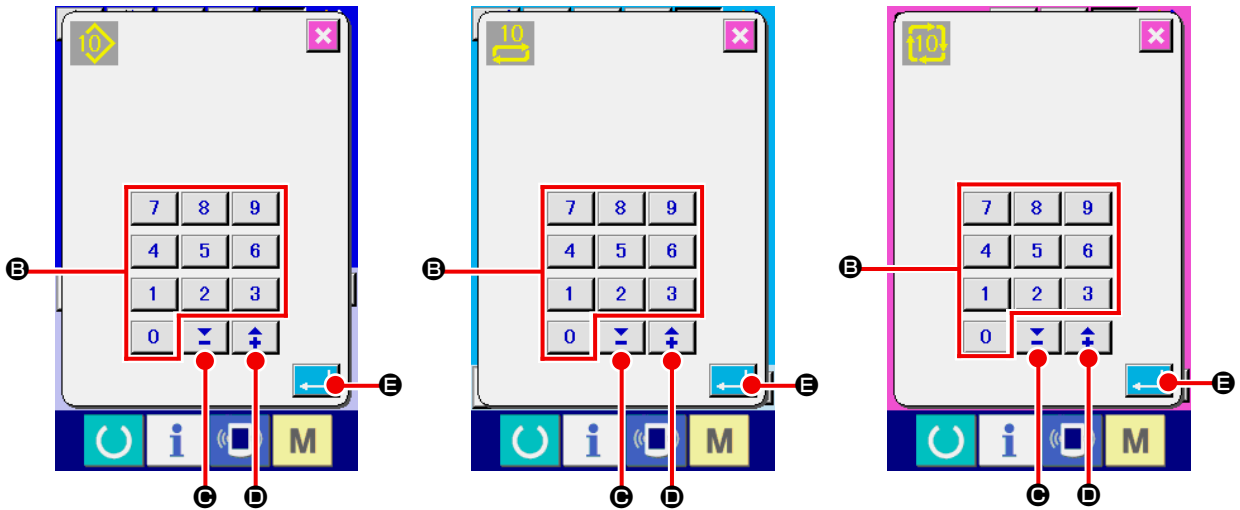 10 10 10
7 8 9 7 8 9 7 8 9
4 5 6 4 5 6 4 5 6
B B B
1 2 3 1 2 3 1 2 3
0 − + 0 − + 0 − +
E E E
i M i M i M
C D C D C D